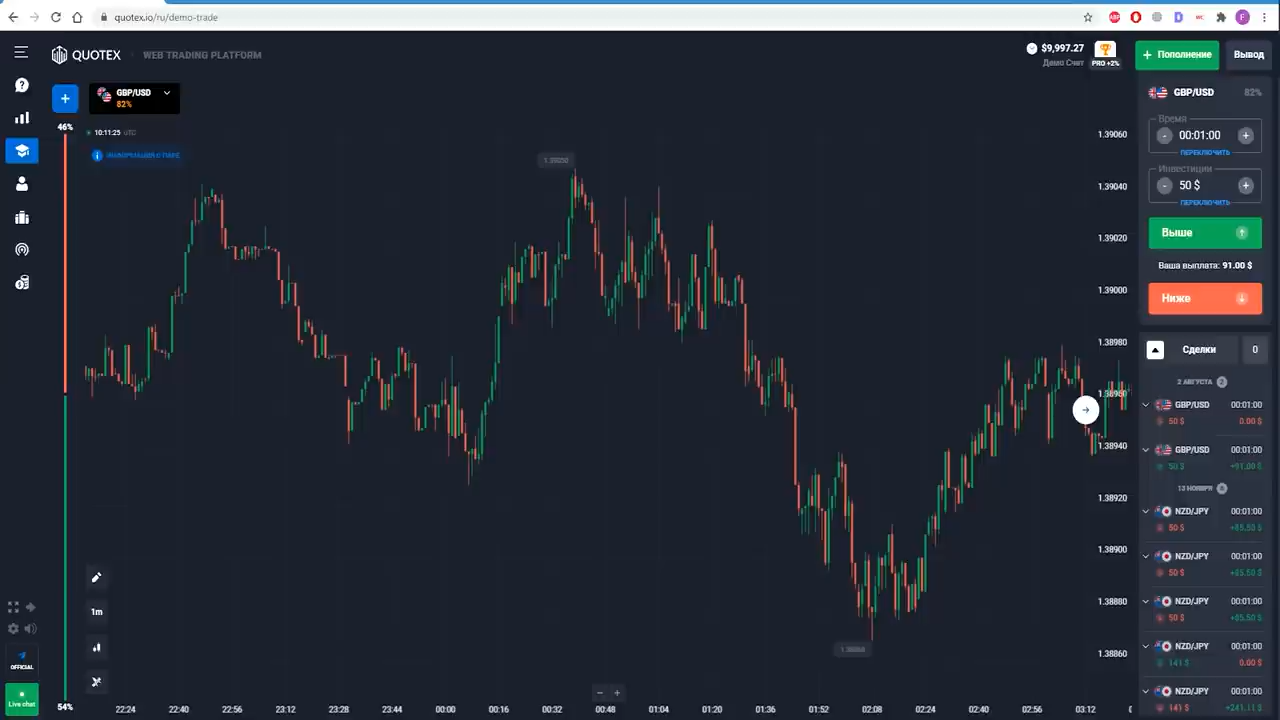 quotex.io/ru/demo-trade
QUOTEX
WEB TRADING PLATFORM
$9,997.27
Демо Счет
PRO +2%
+ Пополнение
Вывод
GBP/USD
82%
46%
10:11:25 UTC
ИНФОРМАЦИЯ О ПАРЕ
GBP/USD
82%
Время
- 00:01:00 +
ПЕРЕКЛЮЧИТЬ
Инвестиции
- 50 $ +
ПЕРЕКЛЮЧИТЬ
Выше
Ваша выплата: 91.00 $
Ниже
Сделки
0
2 АВГУСТА 2
GBP/USD 00:01:00
50 $ 0.00 $
GBP/USD 00:01:00
50 $ +91.00 $
13 НОЯБРЯ
NZD/JPY 00:01:00
50 $ +85.50 $
NZD/JPY 00:01:00
50 $ +85.50 $
NZD/JPY 00:01:00
50 $ +85.50 $
NZD/JPY 00:01:00
141 $ 0.00 $
NZD/JPY 00:01:00
141 $ +241.11 $
1.39060
1.39040
1.39020
1.39000
1.38980
1.38960
1.38940
1.38920
1.38900
1.38880
1.38860
1m
OFFICIAL
Live chat
54%
22:24 22:40 22:56 23:12 23:28 23:44 00:00 00:16 00:32 00:48 01:04 01:20 01:36 01:52 02:08 02:24 02:40 02:56 03:12